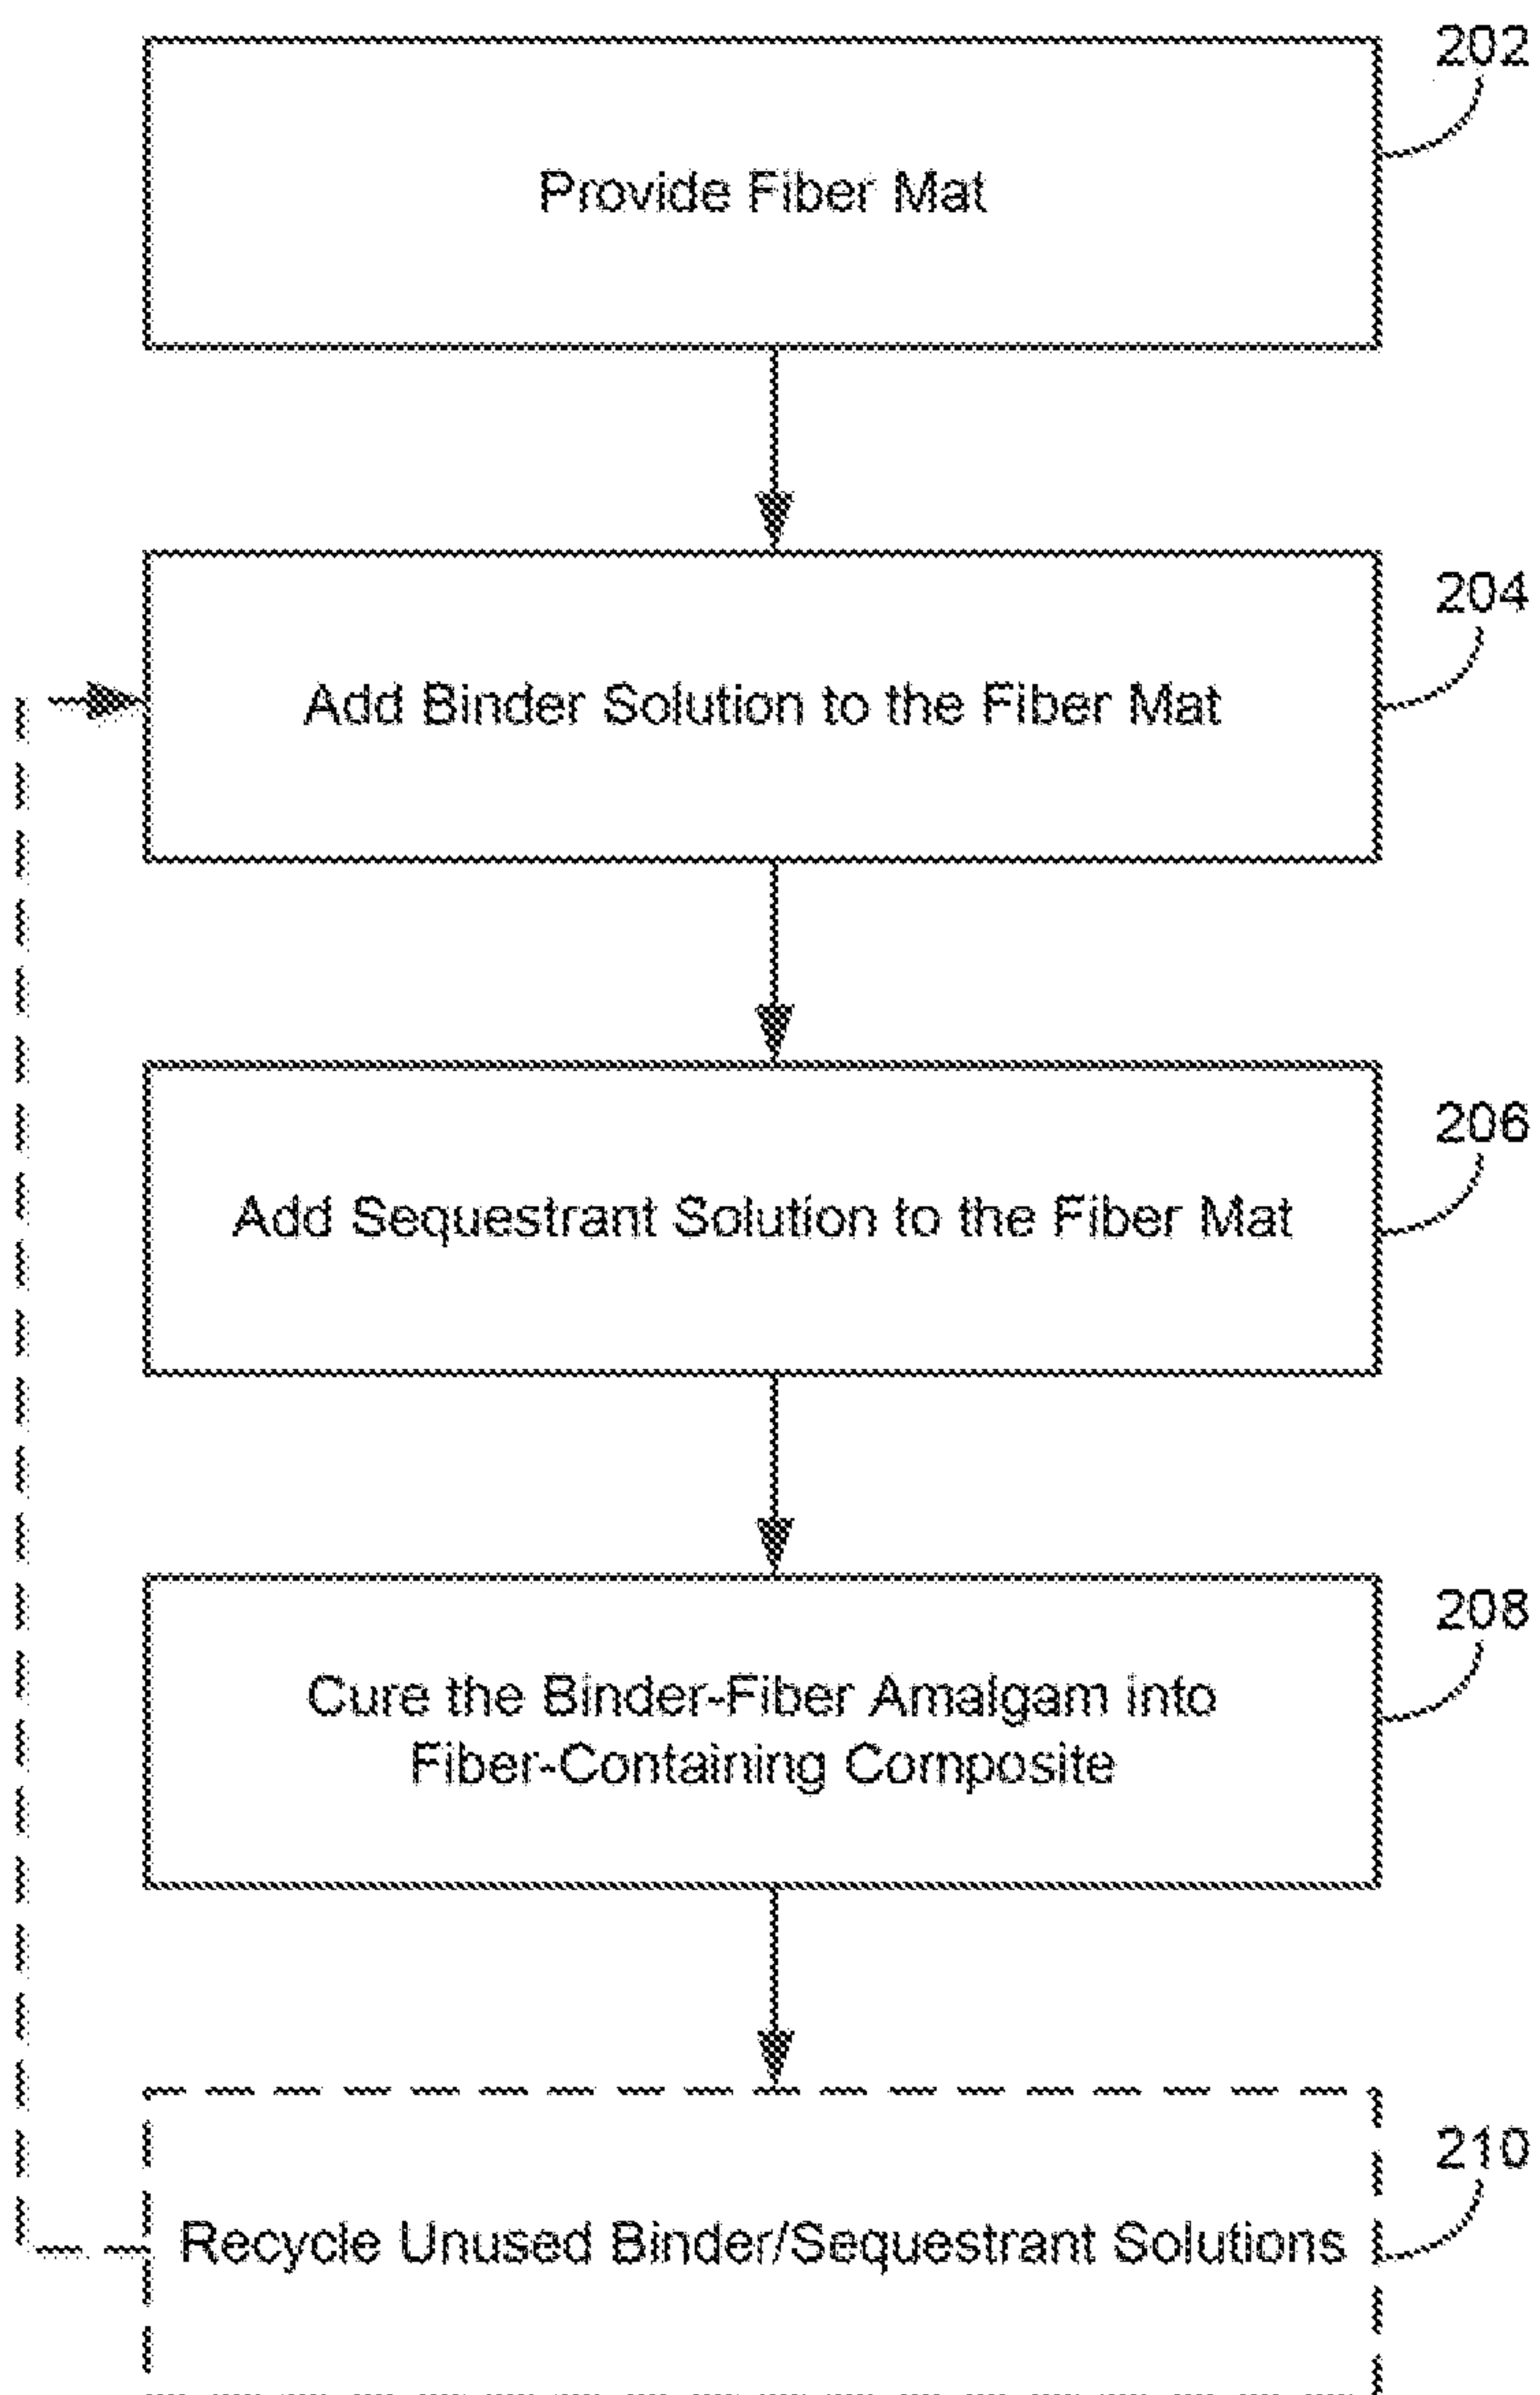 202
Provide Fiber Mat
204
Add Binder Solution to the Fiber Mat
206
Add Sequestrant Solution to the Fiber Mat
208
Cure the Binder-Fiber Amalgam into
Fiber-Containing Composite
210
Recycle Unused Binder/Sequestrant Solutions